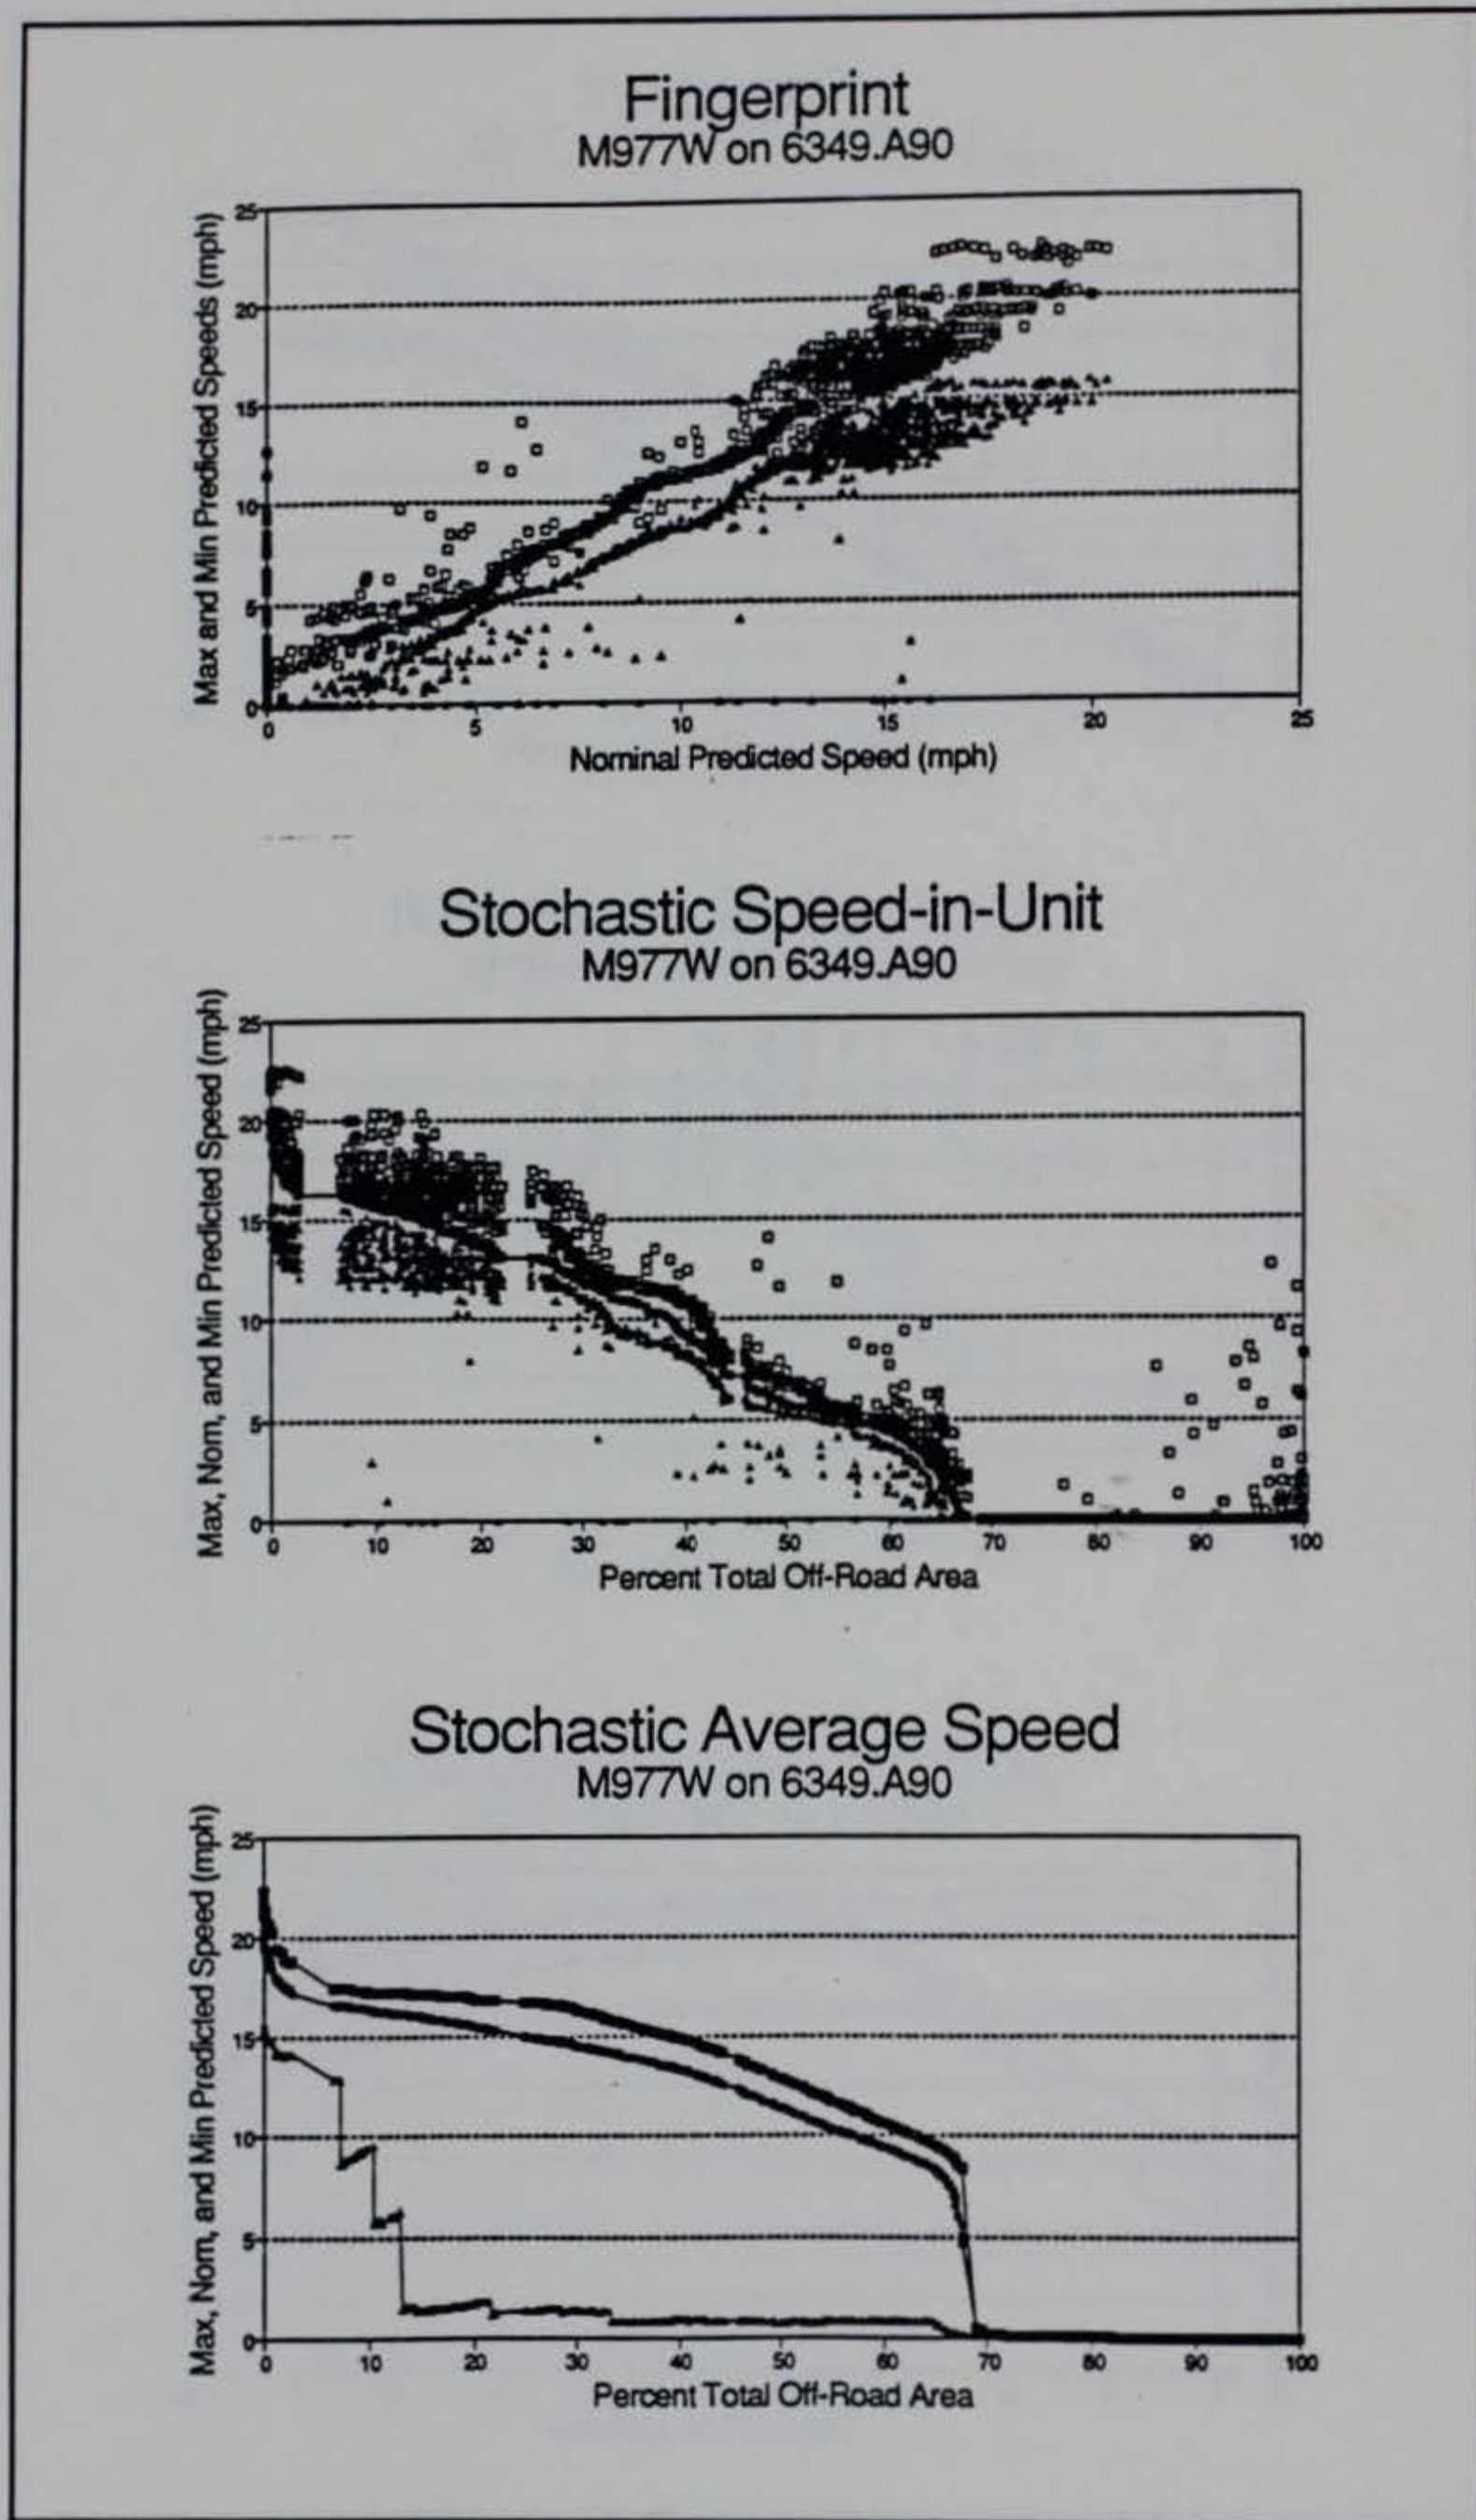 Fingerprint
M977W on 6349.A90
Max and Min Predicted Speeds (mph)
25
20
15
10
5
0
0 5 10 15 20 25
Nominal Predicted Speed (mph)
Stochastic Speed-in-Unit
M977W on 6349.A90
Max, Nom, and Min Predicted Speed (mph)
25
20
15
10
5
0
0 10 20 30 40 50 60 70 80 90 100
Percent Total Off-Road Area
Stochastic Average Speed
M977W on 6349.A90
Max, Nom, and Min Predicted Speed (mph)
25
20
15
10
5
0
0 10 20 30 40 50 60 70 80 90 100
Percent Total Off-Road Area